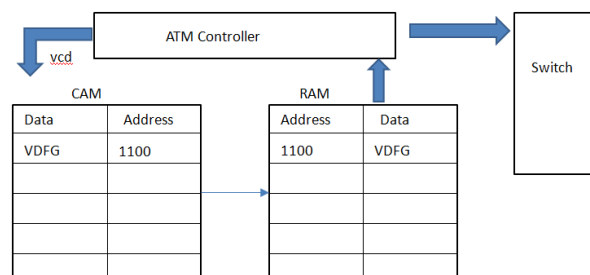 ATM Controller
vcd
Switch
CAM
RAM
Data Address
Address Data
VDFG 1100
1100 VDFG